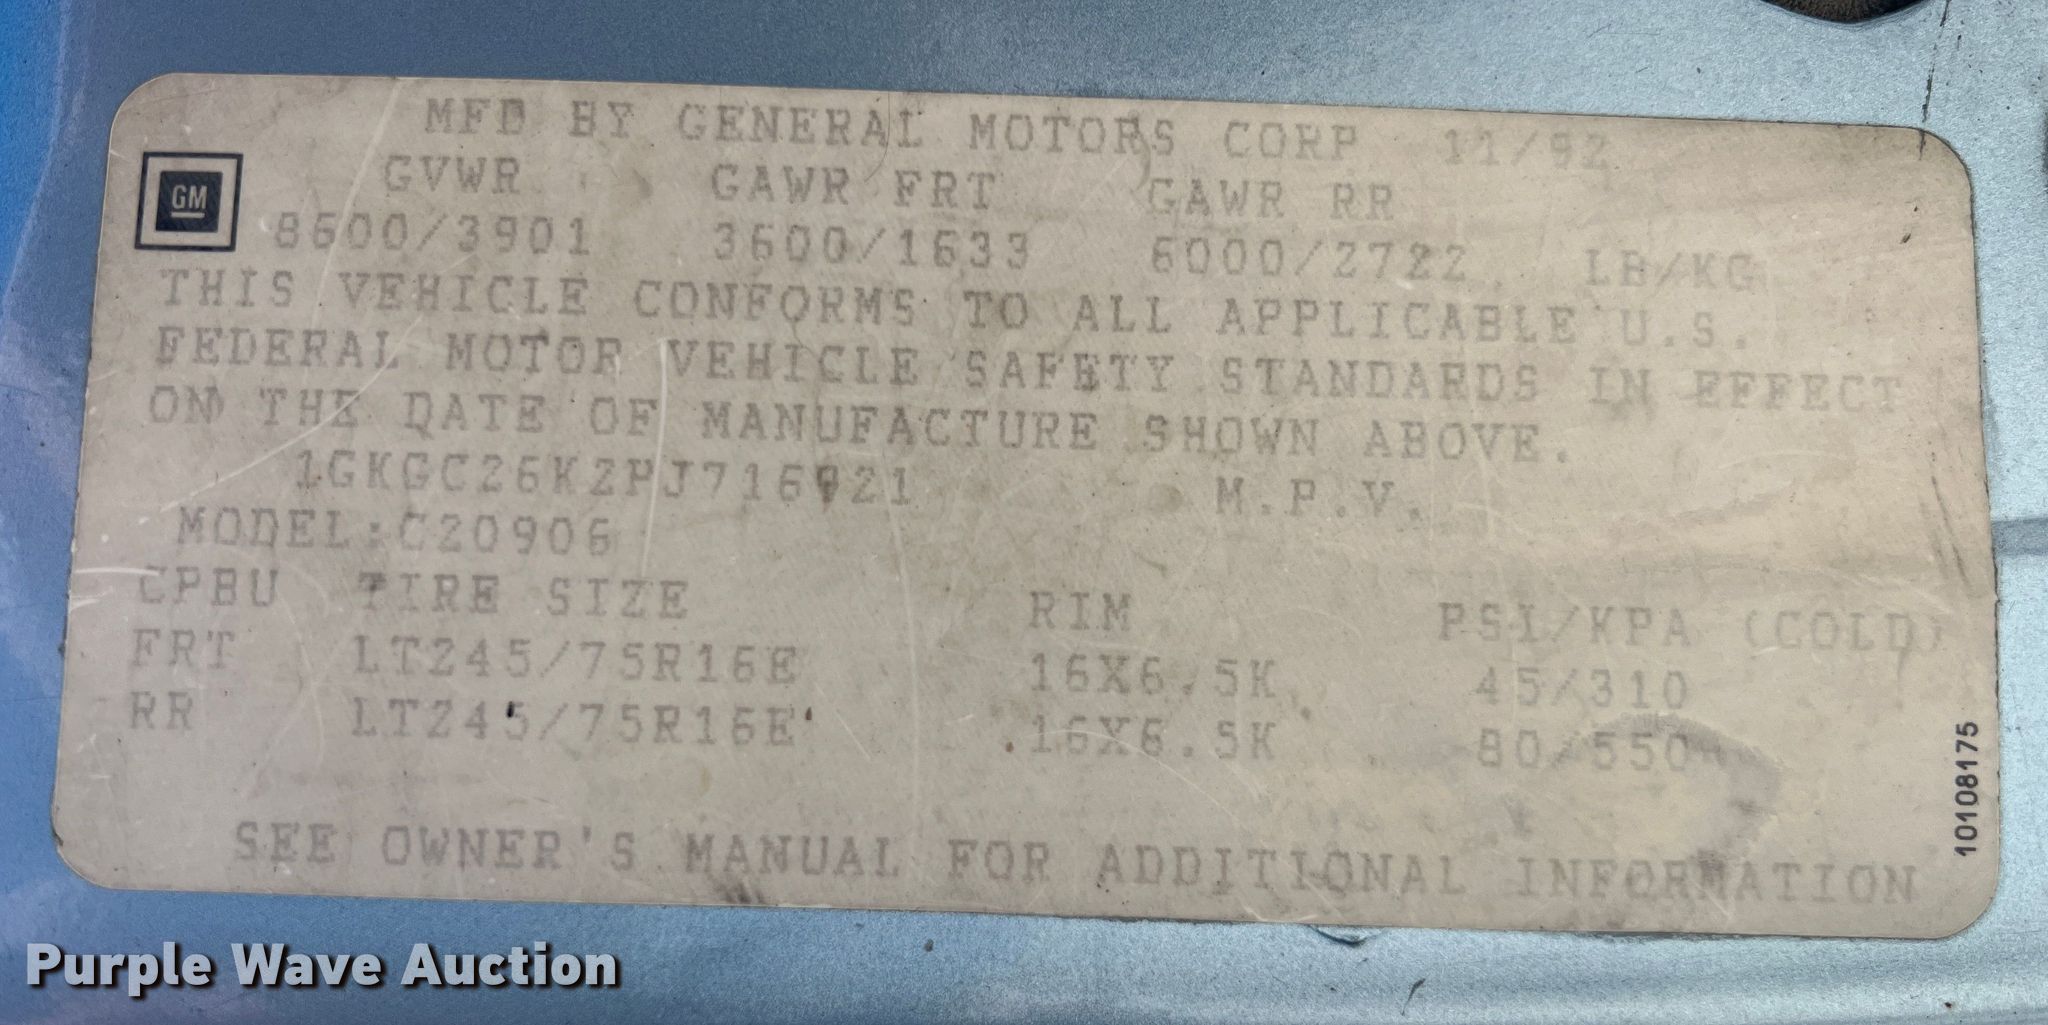 MFD BY GENERAL MOTORS CORP 11/92
GM
GVWR GAWR FRT GAWR RR
8600/3901 3600/1633 6000/2722 LB/KG
THIS VEHICLE CONFORMS TO ALL APPLICABLE U.S.
FEDERAL MOTOR VEHICLE SAFETY STANDARDS IN EFFECT
ON THE DATE OF MANUFACTURE SHOWN ABOVE.
1GKGC26K2PJ716921 M.P.V.
MODEL:C20906
CPBU TIRE SIZE RIM PSI/KPA (COLD)
FRT LT245/75R16E 16X6.5K 45/310
RR LT245/75R16E 16X6.5K 80/550
SEE OWNER'S MANUAL FOR ADDITIONAL INFORMATION
10108175
Purple Wave Auction